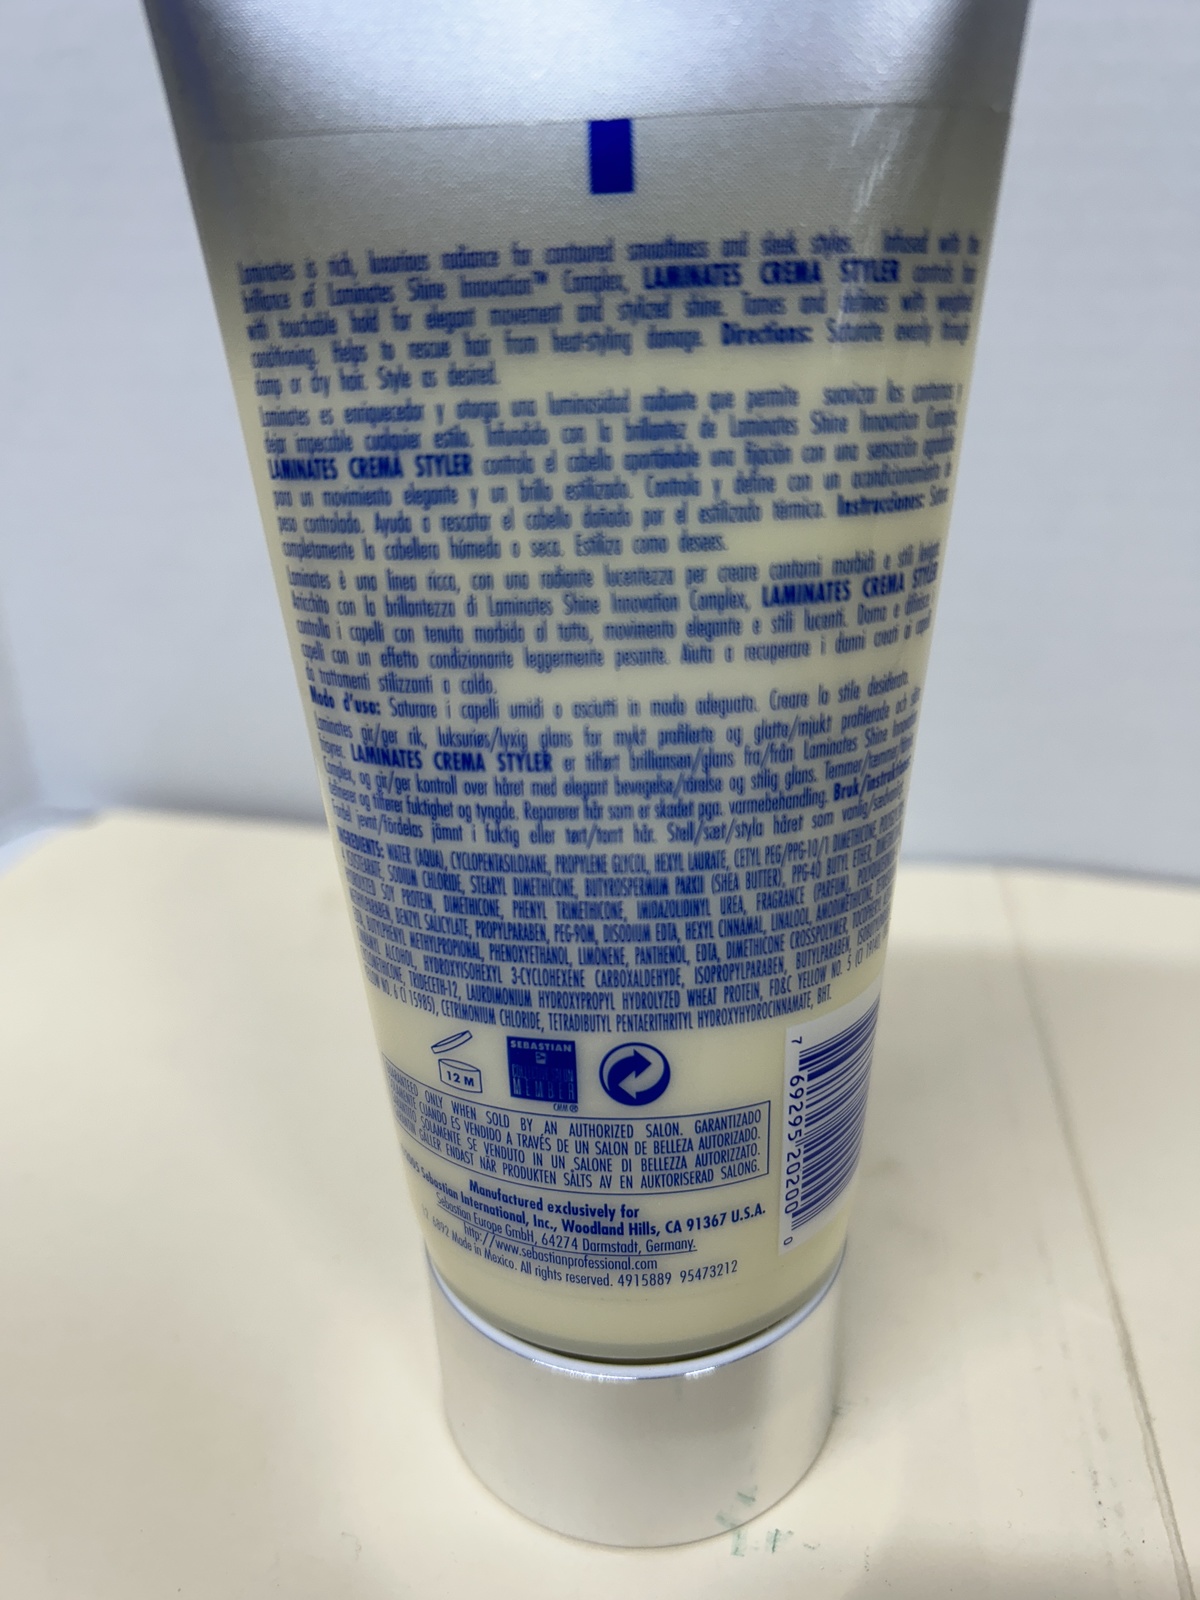 Laminates is rich, luxurious radiance for contoured smoothness and sleek styles. Infused with the
brilliance of Laminates Shine Innovation™ Complex, LAMINATES CREMA STYLER controls hair
with touchable hold for elegant movement and stylized shine. Tames and defines with weighted
conditioning. Helps to rescue hair from heat-styling damage. Directions: Saturate evenly through
damp or dry hair. Style as desired.
Laminates es enriquecedor y otorga una luminosidad radiante que permite suavizar los contornos y
dejar impecable cualquier estilo. Infundido con la brillantez de Laminates Shine Innovation Complex,
LAMINATES CREMA STYLER controla el cabello aportándole una fijación con una sensación agradable
para un movimiento elegante y un brillo estilizado. Controla y define con un acondicionamiento
peso controlado. Ayuda a rescatar el cabello dañado por el estilizado térmico. Instrucciones:
completamente la cabellera húmeda o seca. Estiliza como desees.
Laminates è una linea ricca, con una radiante lucentezza per creare contorni morbidi e stili
Arricchito con la brillantezza di Laminates Shine Innovation Complex, LAMINATES CREMA STYLER
controlla i capelli con tenuta morbida al tatto, movimento elegante e stili lucenti. Doma e
capelli con un effetto condizionante leggermente pesante. Aiuta a recuperare i danni creati ai capelli
da trattamenti stilizzanti a caldo.
Modo d'uso: Saturare i capelli umidi o asciutti in modo adeguato. Creare lo stile desiderato.
Laminates gir/ger rik, luksuriøs/lyxig glans for mykt profilerte og glatte/mjukt profilerade och
LAMINATES CREMA STYLER er tilført brilliansen/glans fra/från Laminates Shine
Complex, og gir/ger kontroll over håret med elegant bevegelse/rörelse og stilig glans. Temmer/tämmer
definerer og tilfører fuktighet og tyngde. Reparerer hår som er skadet pga. varmebehandling. Bruk/instruktioner
Fordel jevnt/fördelas jämnt i fuktig eller tørt/torrt hår. Stell/sæt/styla håret som vanlig/sedvanlig
INGREDIENTS: WATER (AQUA), CYCLOPENTASILOXANE, PROPYLENE GLYCOL, HEXYL LAURATE, CETYL PEG/PPG-10/1 DIMETHICONE,
SODIUM CHLORIDE, STEARYL DIMETHICONE, BUTYROSPERMUM PARKII (SHEA BUTTER), PPG-40 BUTYL ETHER,
SOY PROTEIN, DIMETHICONE, PHENYL TRIMETHICONE, IMIDAZOLIDINYL UREA, FRAGRANCE (PARFUM),
BENZYL SALICYLATE, PROPYLPARABEN, PEG-90M, DISODIUM EDTA, HEXYL CINNAMAL, LINALOOL, AMODIMETHICONE,
BUTYLPHENYL METHYLPROPIONAL, PHENOXYETHANOL, LIMONENE, PANTHENOL, EDTA, DIMETHICONE CROSSPOLYMER,
ALCOHOL, HYDROXYISOHEXYL 3-CYCLOHEXENE CARBOXALDEHYDE, ISOPROPYLPARABEN, BUTYLPARABEN,
TRIDECETH-12, LAURDIMONIUM HYDROXYPROPYL HYDROLYZED WHEAT PROTEIN, FD&C YELLOW NO. 5 (CI 19140)
NO. 6 (CI 15985), CETRIMONIUM CHLORIDE, TETRADIBUTYL PENTAERITHRITYL HYDROXYHYDROCINNAMATE, BHT.
12 M
SEBASTIAN
MEMBER
GUARANTEED ONLY WHEN SOLD BY AN AUTHORIZED SALON. GARANTIZADO
SOLAMENTE CUANDO ES VENDIDO A TRAVÉS DE UN SALON DE BELLEZA AUTORIZADO.
SOLAMENTE SE VENDUTO IN UN SALONE DI BELLEZZA AUTORIZZATO.
GÄLLER ENDAST NÄR PRODUKTEN SÄLTS AV EN AUKTORISERAD SALONG.
Manufactured exclusively for
Sebastian International, Inc., Woodland Hills, CA 91367 U.S.A.
Sebastian Europe GmbH, 64274 Darmstadt, Germany.
http://www.sebastianprofessional.com
Made in Mexico. All rights reserved. 4915889 95473212
7 69295 20200 0